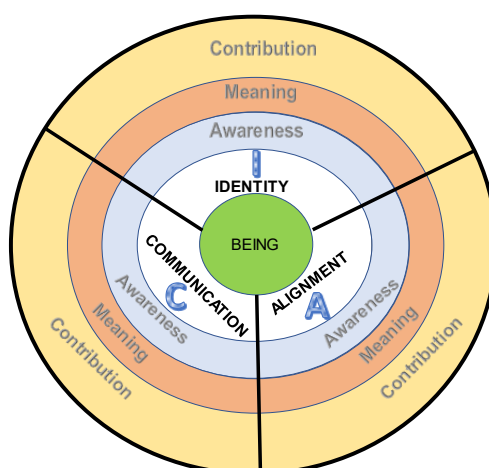 Contribution
Meaning
Awareness
I
IDENTITY
BEING
COMMUNICATION
C
Awareness
Meaning
Contribution
ALIGNMENT
A
Awareness
Meaning
Contribution